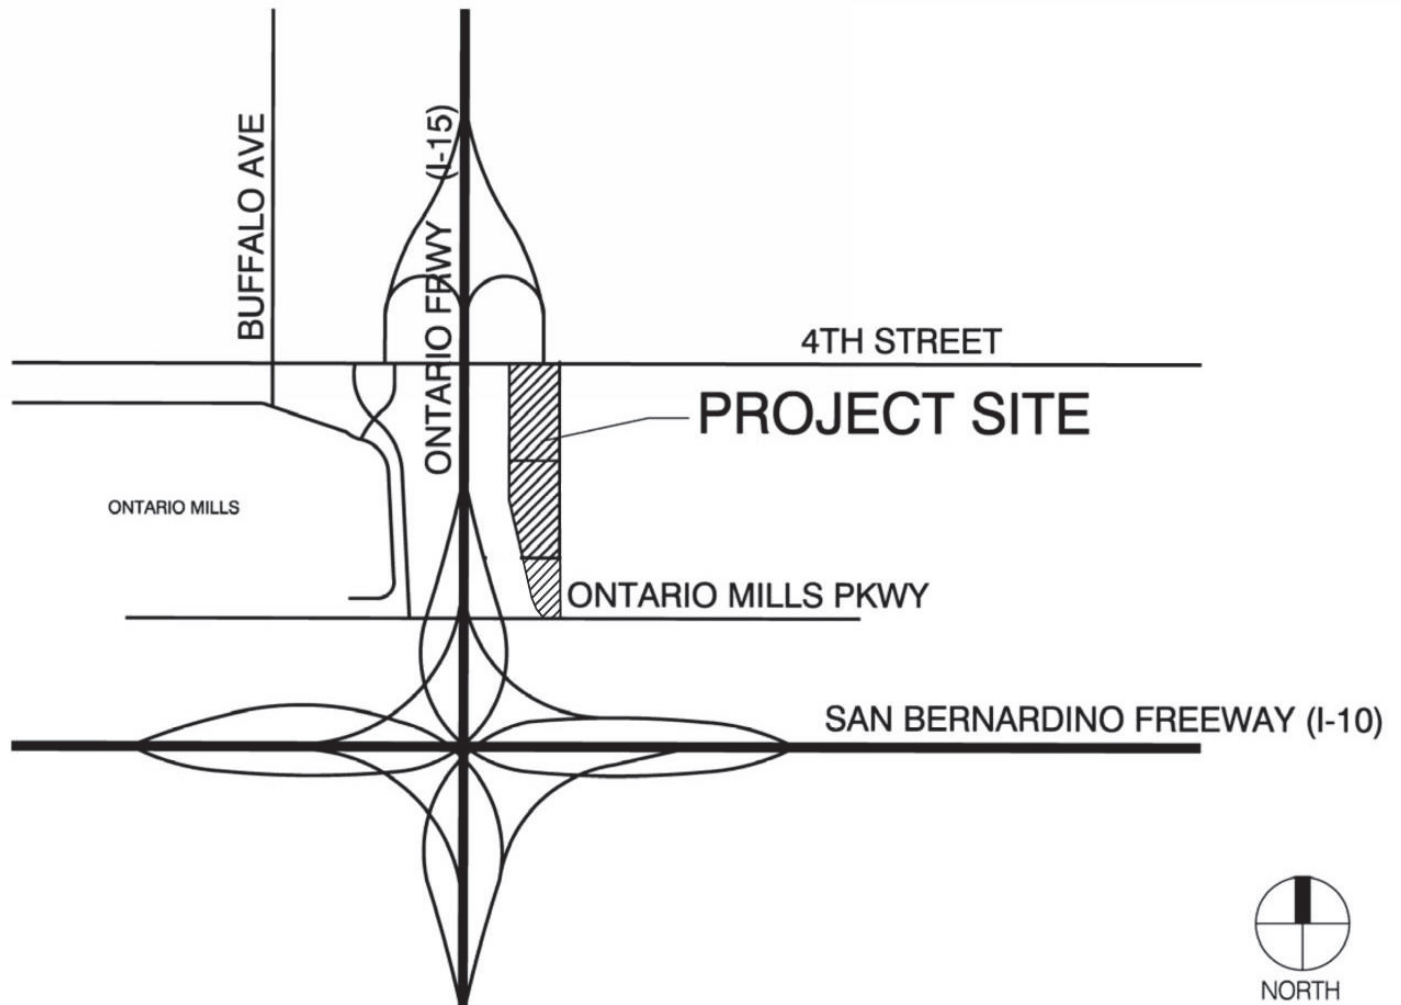 BUFFALO AVE
ONTARIO FRWY (I-15)
4TH STREET
PROJECT SITE
ONTARIO MILLS
ONTARIO MILLS PKWY
SAN BERNARDINO FREEWAY (I-10)
NORTH